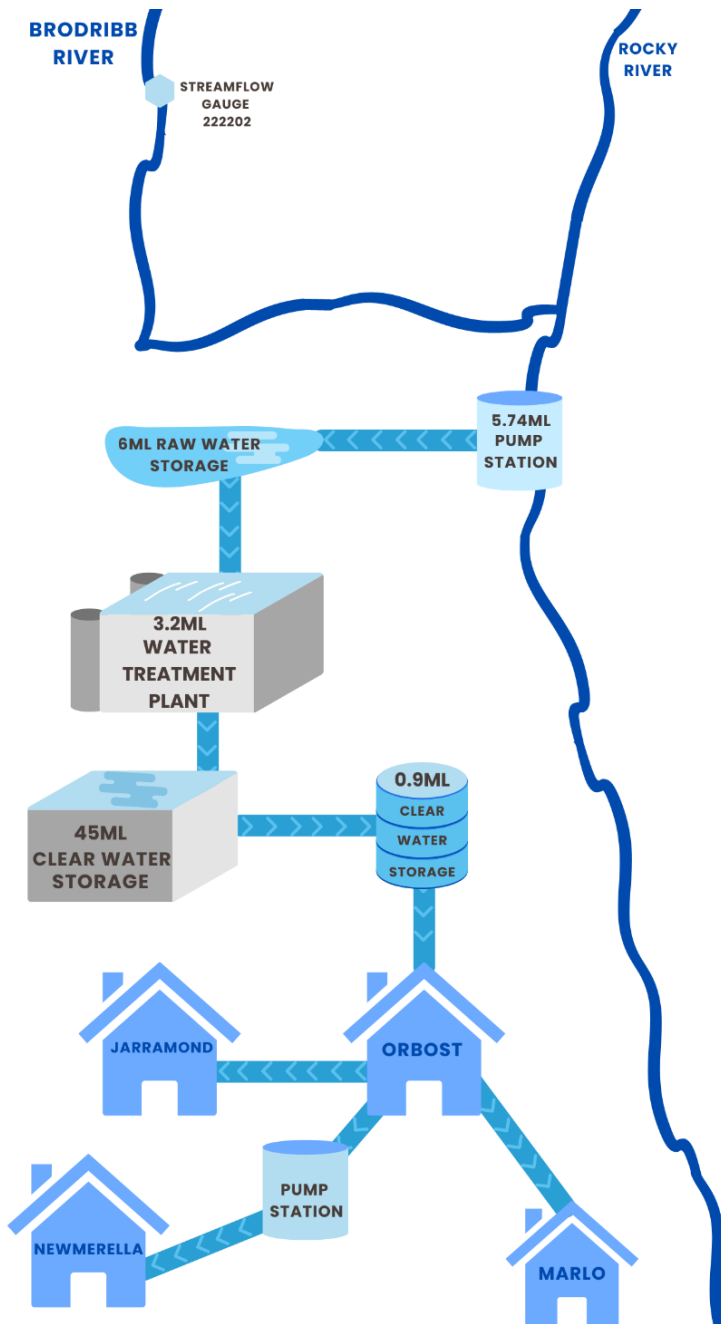 BRODRIBB
RIVER
ROCKY
RIVER
STREAMFLOW
GAUGE
222202
5.74ML
PUMP
STATION
6ML RAW WATER
STORAGE
3.2ML
WATER
TREATMENT
PLANT
0.9ML
CLEAR
WATER
STORAGE
45ML
CLEAR WATER
STORAGE
JARRAMOND
ORBOST
PUMP
STATION
NEWMERELLA
MARLO